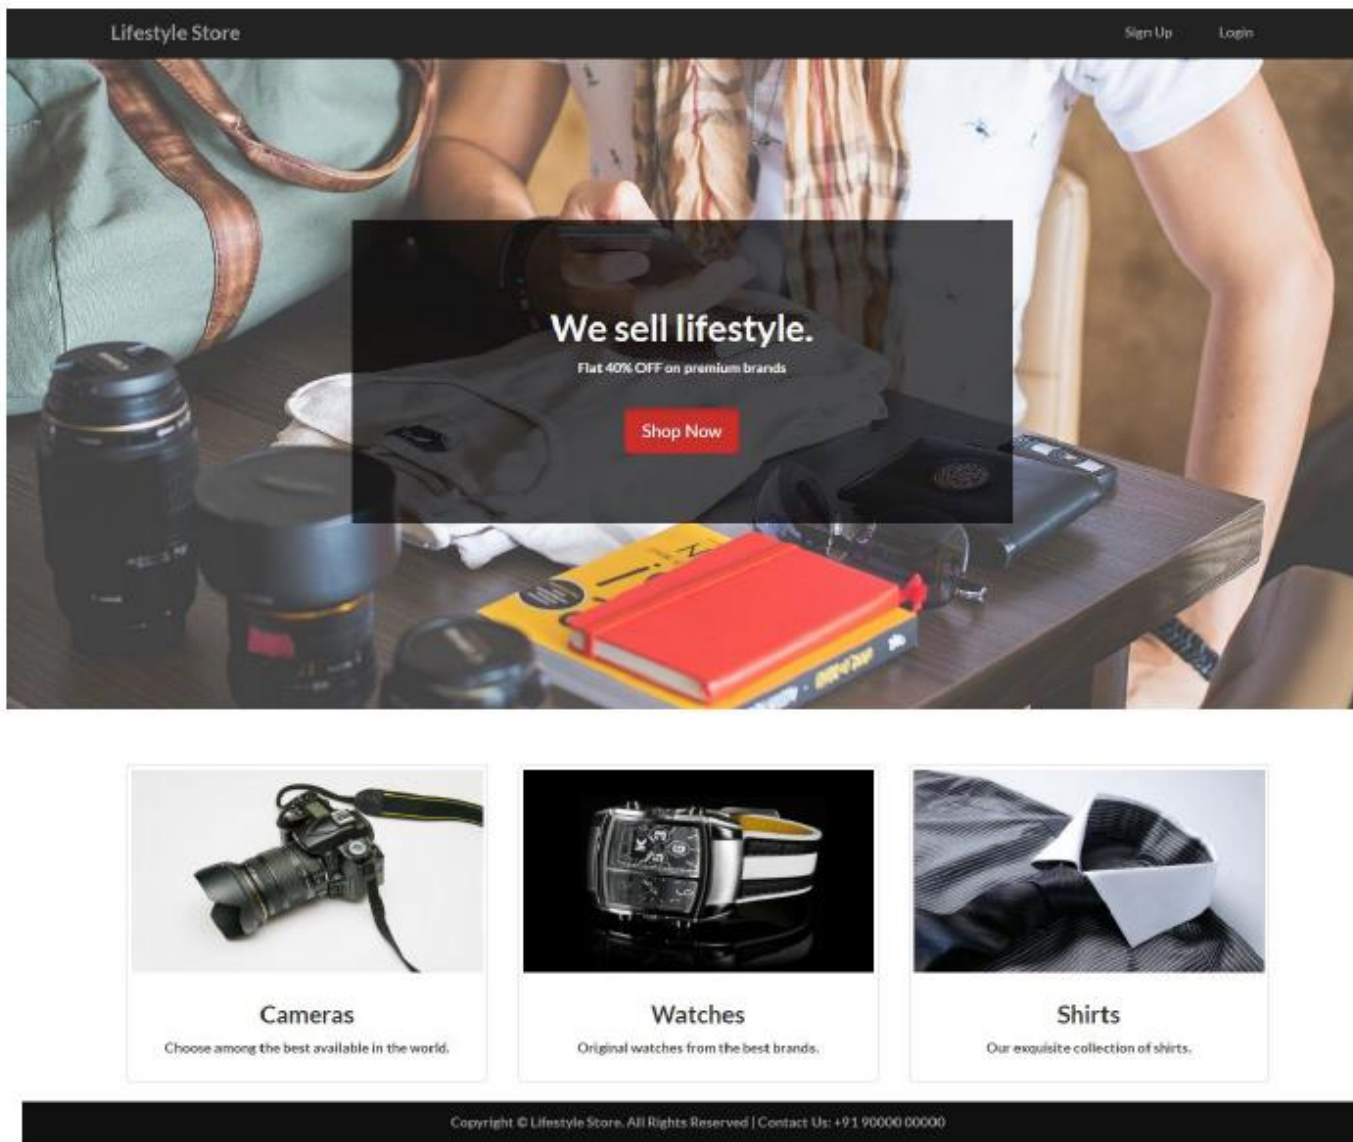 Lifestyle Store
Sign Up Login
We sell lifestyle.
Flat 40% OFF on premium brands
Shop Now
Cameras
Choose among the best available in the world.
Watches
Original watches from the best brands.
Shirts
Our exquisite collection of shirts.
Copyright © Lifestyle Store. All Rights Reserved | Contact Us: +91 90000 00000